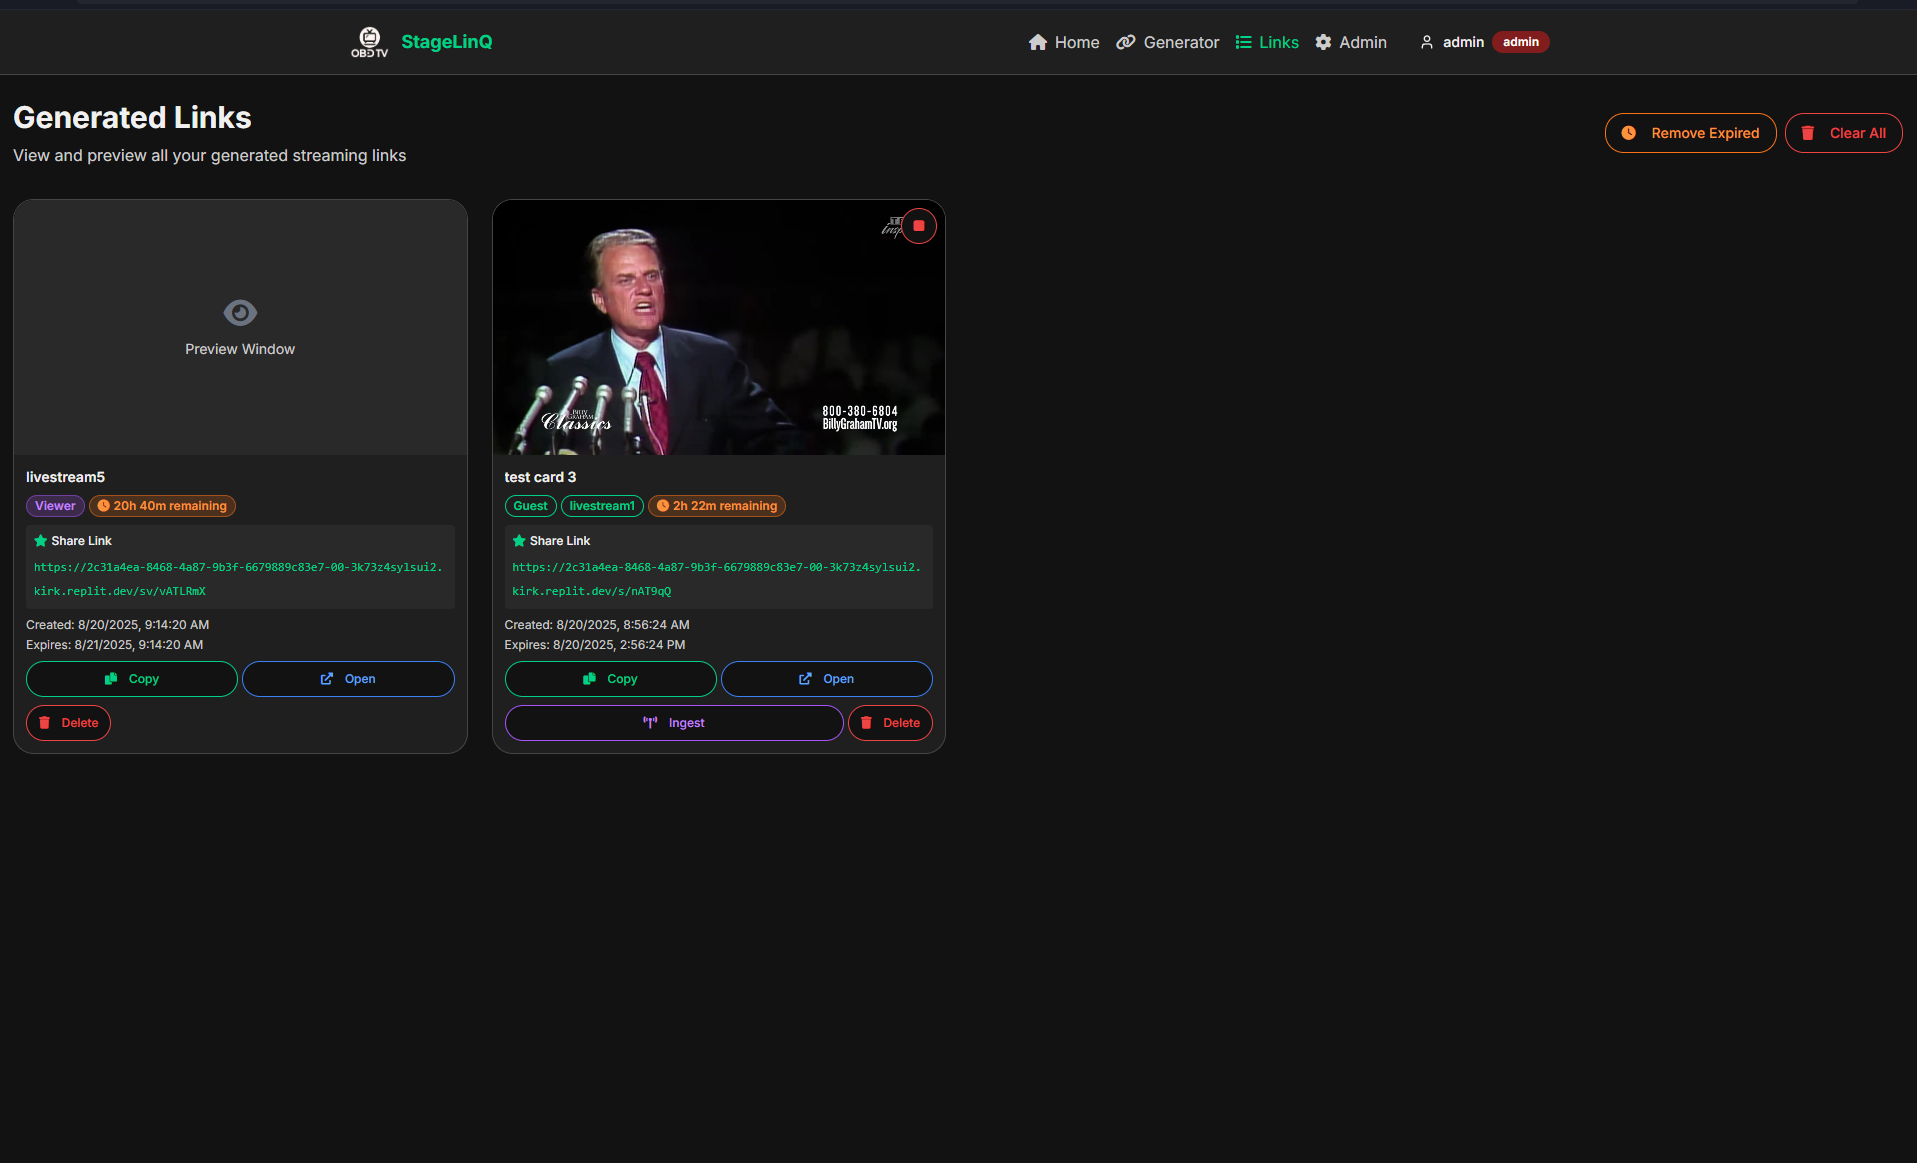 OBDTV
StageLinQ
Home
Generator
Links
Admin
admin
admin
Generated Links
View and preview all your generated streaming links
Remove Expired
Clear All
Preview Window
BILLY
GRAHAM
Classics
800-380-6804
BillyGrahamTV.org
livestream5
Viewer
20h 40m remaining
Share Link
https://2c31a4ea-8468-4a87-9b3f-6679889c83e7-00-3k73z4sylsui2.
kirk.replit.dev/sv/vATLRmX
Created: 8/20/2025, 9:14:20 AM
Expires: 8/21/2025, 9:14:20 AM
Copy
Open
Delete
test card 3
Guest
livestream1
2h 22m remaining
Share Link
https://2c31a4ea-8468-4a87-9b3f-6679889c83e7-00-3k73z4sylsui2.
kirk.replit.dev/s/nAT9qQ
Created: 8/20/2025, 8:56:24 AM
Expires: 8/20/2025, 2:56:24 PM
Copy
Open
Ingest
Delete